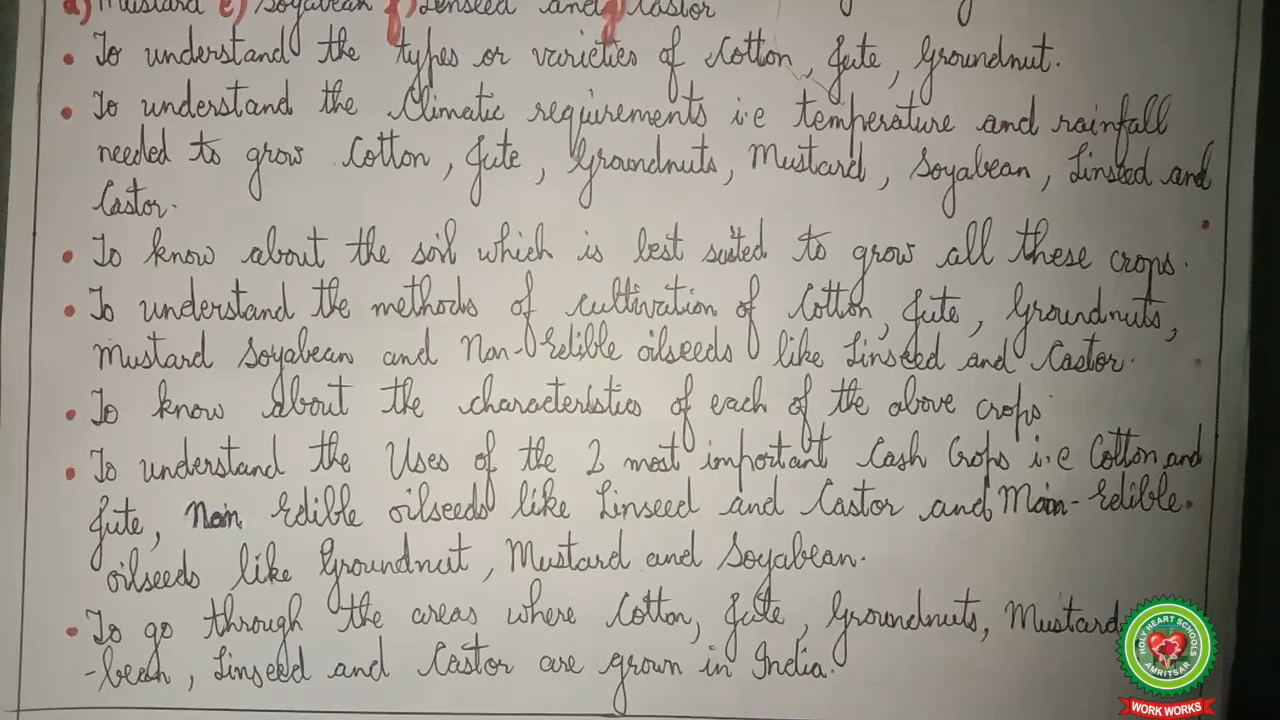 d) Mustard e) Soyabean f) Linseed and g) Castor
• To understand the types or varieties of Cotton, Jute, Groundnut.
• To understand the Climatic requirements i.e temperature and rainfall
needed to grow Cotton, Jute, Groundnuts, Mustard, Soyabean, Linseed and
Castor.
• To know about the soil which is best suited to grow all these crops.
• To understand the methods of cultivation of Cotton, Jute, Groundnuts,
Mustard Soyabean and Non-Edible oilseeds like Linseed and Castor.
• To know about the characteristics of each of the above crops
• To understand the Uses of the 2 most important Cash Crops i.e Cotton and
Jute, Edible oilseeds like Linseed and Castor and Main-Edible
oilseeds like Groundnut, Mustard and Soyabean.
• To go through the areas where Cotton, Jute, Groundnuts, Mustard
-bean, Linseed and Castor are grown in India.
HOLY HEART SCHOOLS
AMRITSAR
WORK WORKS